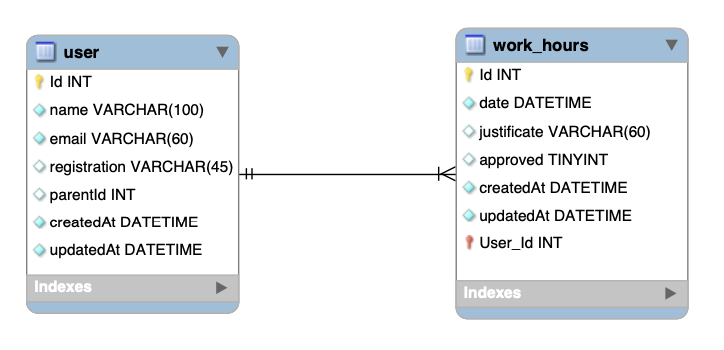 user
Id INT
name VARCHAR(100)
email VARCHAR(60)
registration VARCHAR(45)
parentId INT
createdAt DATETIME
updatedAt DATETIME
Indexes
work_hours
Id INT
date DATETIME
justificate VARCHAR(60)
approved TINYINT
createdAt DATETIME
updatedAt DATETIME
User_Id INT
Indexes